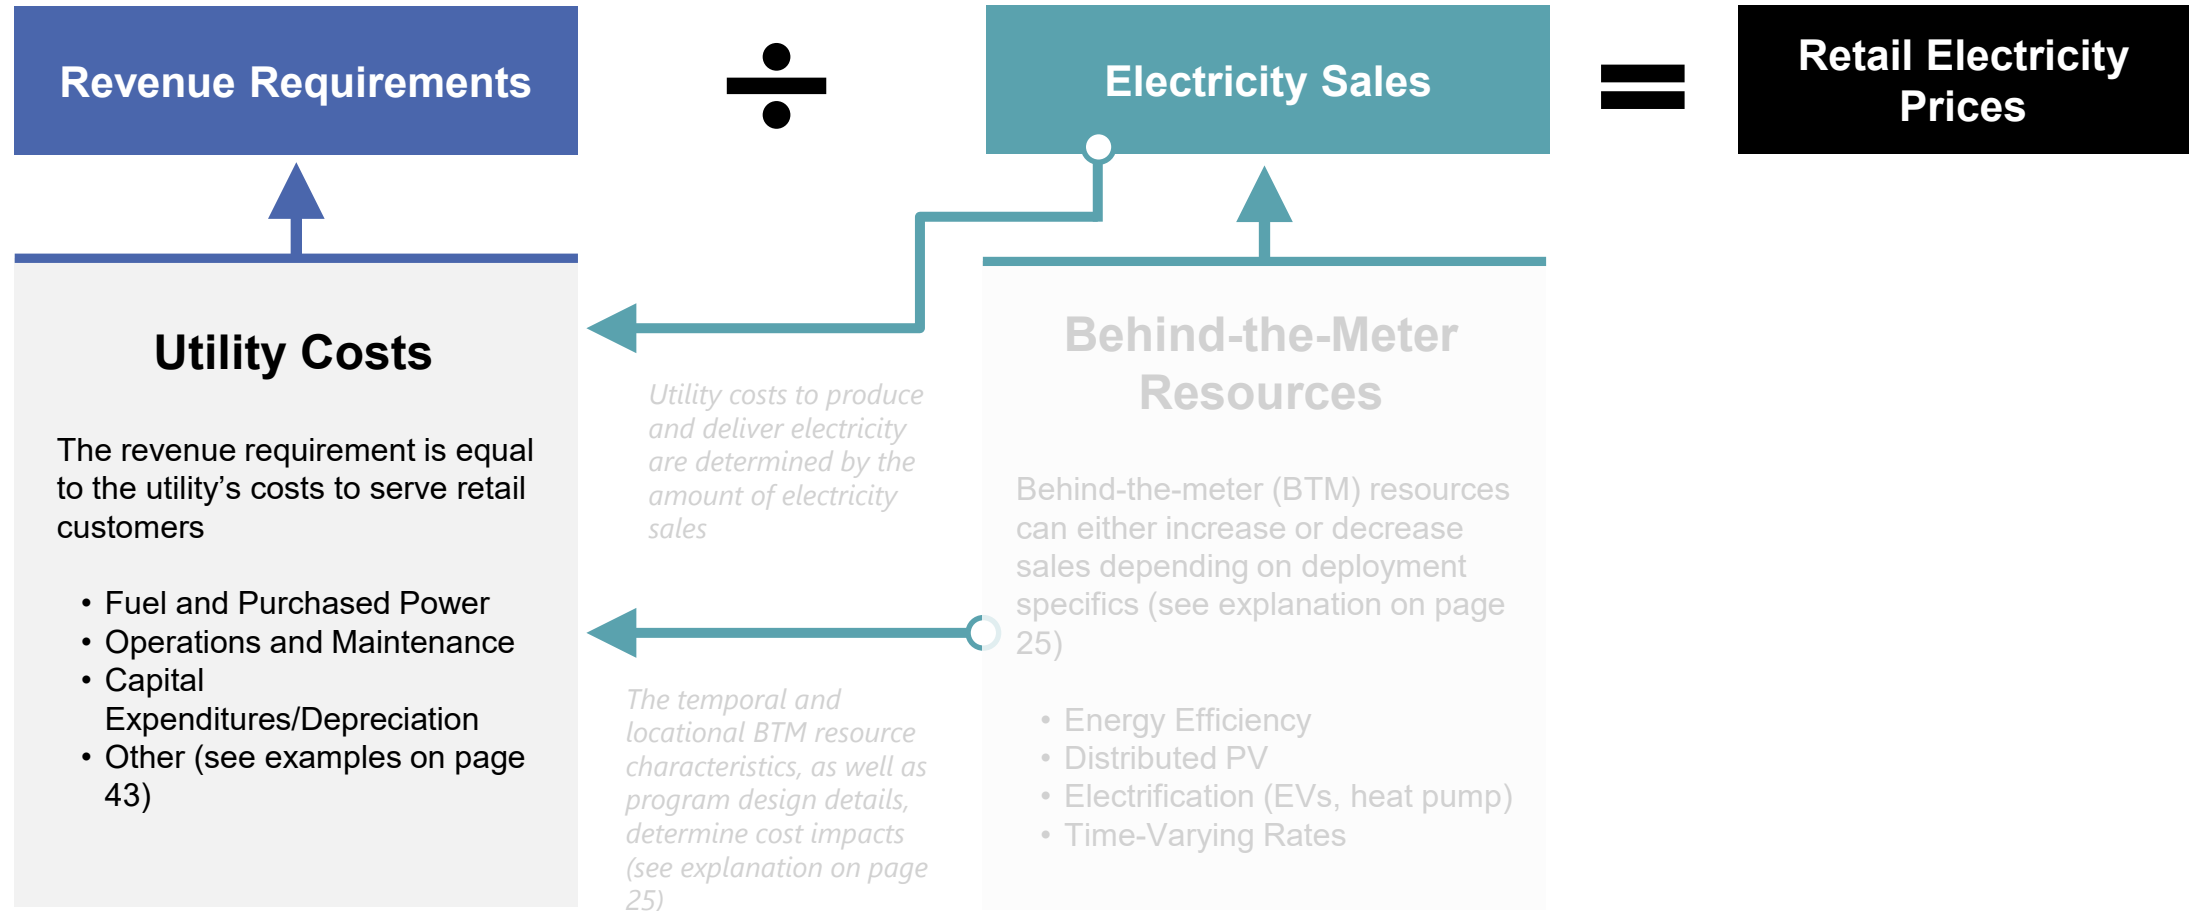 Revenue Requirements
÷
Electricity Sales
=
Retail Electricity
Prices
Utility Costs
The revenue requirement is equal
to the utility’s costs to serve retail
customers
• Fuel and Purchased Power
• Operations and Maintenance
• Capital
Expenditures/Depreciation
• Other (see examples on page
43)
Utility costs to produce
and deliver electricity
are determined by the
amount of electricity
sales
The temporal and
locational BTM resource
characteristics, as well as
program design details,
determine cost impacts
(see explanation on page
25)
Behind-the-Meter
Resources
Behind-the-meter (BTM) resources
can either increase or decrease
sales depending on deployment
specifics (see explanation on page
25)
• Energy Efficiency
• Distributed PV
• Electrification (EVs, heat pump)
• Time-Varying Rates